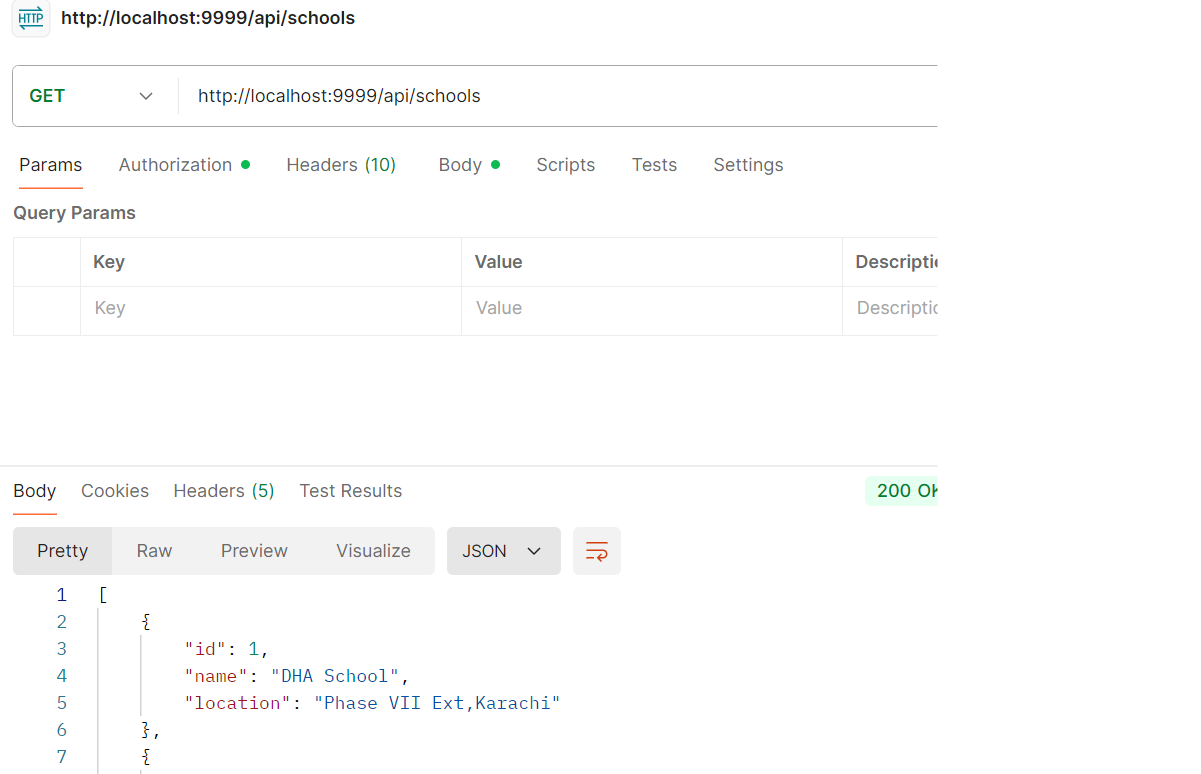 HTTP http://localhost:9999/api/schools
GET http://localhost:9999/api/schools
Params Authorization Headers (10) Body Scripts Tests Settings
Query Params
Key Value Descriptio
Key Value Descriptio
Body Cookies Headers (5) Test Results 200 OK
Pretty Raw Preview Visualize JSON
1 [
2 {
3 "id": 1,
4 "name": "DHA School",
5 "location": "Phase VII Ext,Karachi"
6 },
7 {